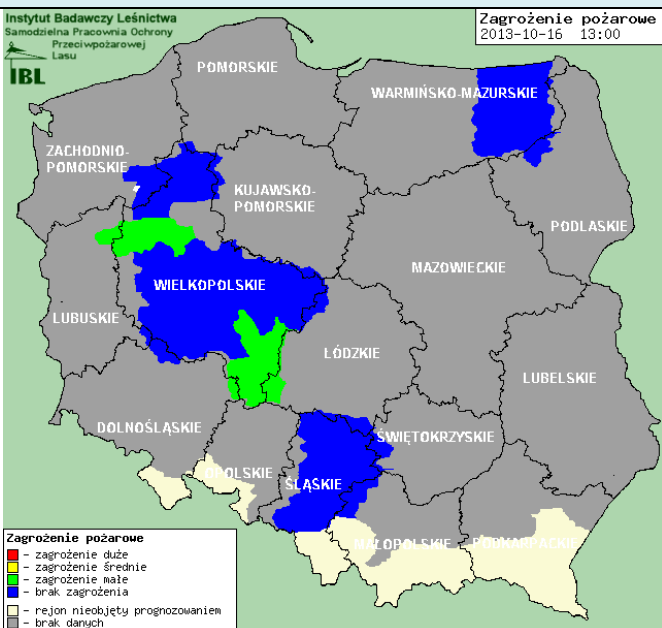 Instytut Badawczy Leśnictwa
Samodzielna Pracownia Ochrony
Przeciwpożarowej
Lasu
IBL
Zagrożenie pożarowe
2013-10-16 13:00
POMORSKIE
WARMIŃSKO-MAZURSKIE
ZACHODNIO-
POMORSKIE
KUJAWSKO-
POMORSKIE
PODLASKIE
MAZOWIECKIE
WIELKOPOLSKIE
LUBUSKIE
ŁÓDZKIE
LUBELSKIE
DOLNOŚLĄSKIE
ŚWIĘTOKRZYSKIE
OPOLSKIE
ŚLĄSKIE
MAŁOPOLSKIE
PODKARPACKIE
Zagrożenie pożarowe
- zagrożenie duże
- zagrożenie średnie
- zagrożenie małe
- brak zagrożenia
- rejon nieobjęty prognozowaniem
- brak danych